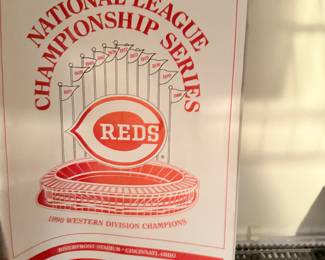 NATIONAL LEAGUE
CHAMPIONSHIP SERIES
REDS
®
1990 WESTERN DIVISION CHAMPIONS
RIVERFRONT STADIUM • CINCINNATI, OHIO